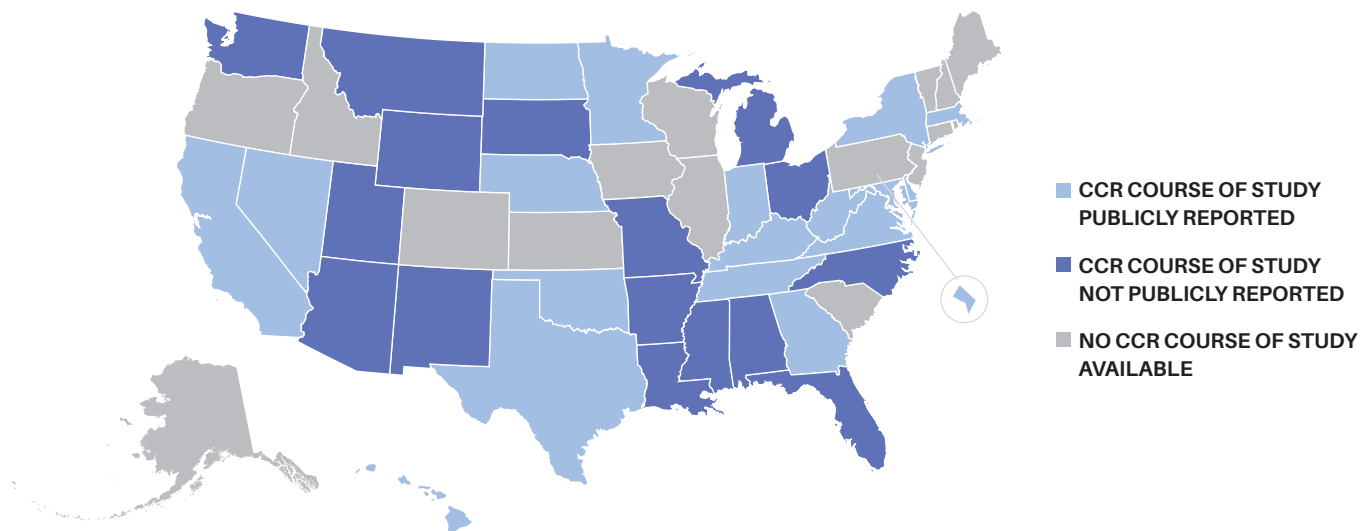 CCR COURSE OF STUDY
PUBLICLY REPORTED
CCR COURSE OF STUDY
NOT PUBLICLY REPORTED
NO CCR COURSE OF STUDY
AVAILABLE